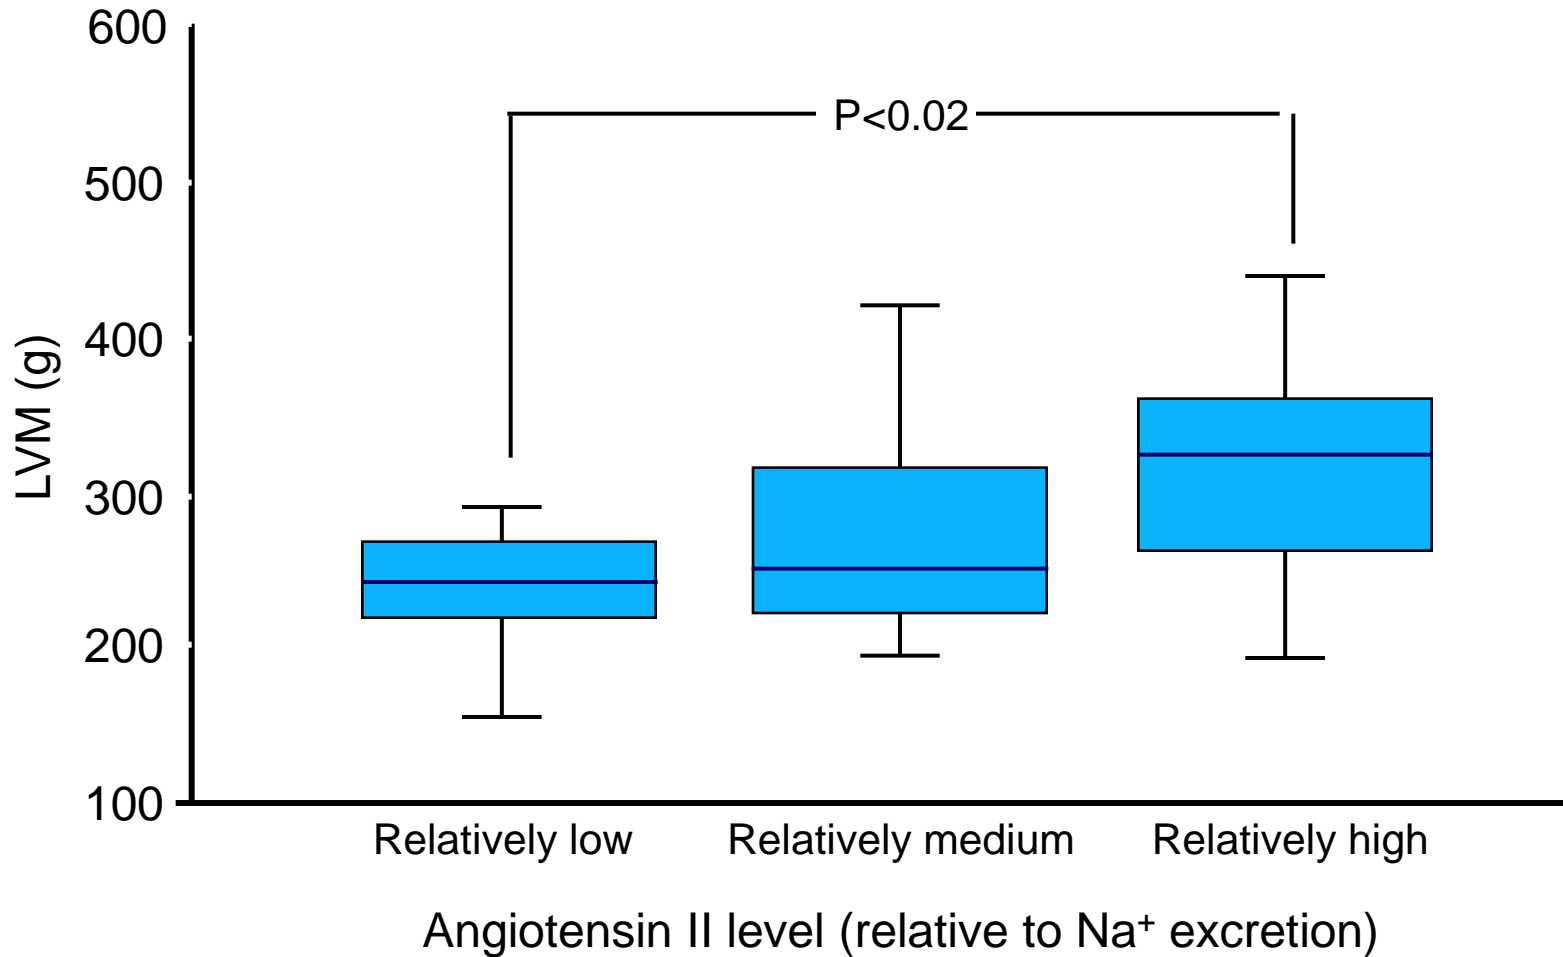 600
P<0.02
500
400
LVM (g)
300
200
100
Relatively low Relatively medium Relatively high
Angiotensin II level (relative to Na⁺ excretion)